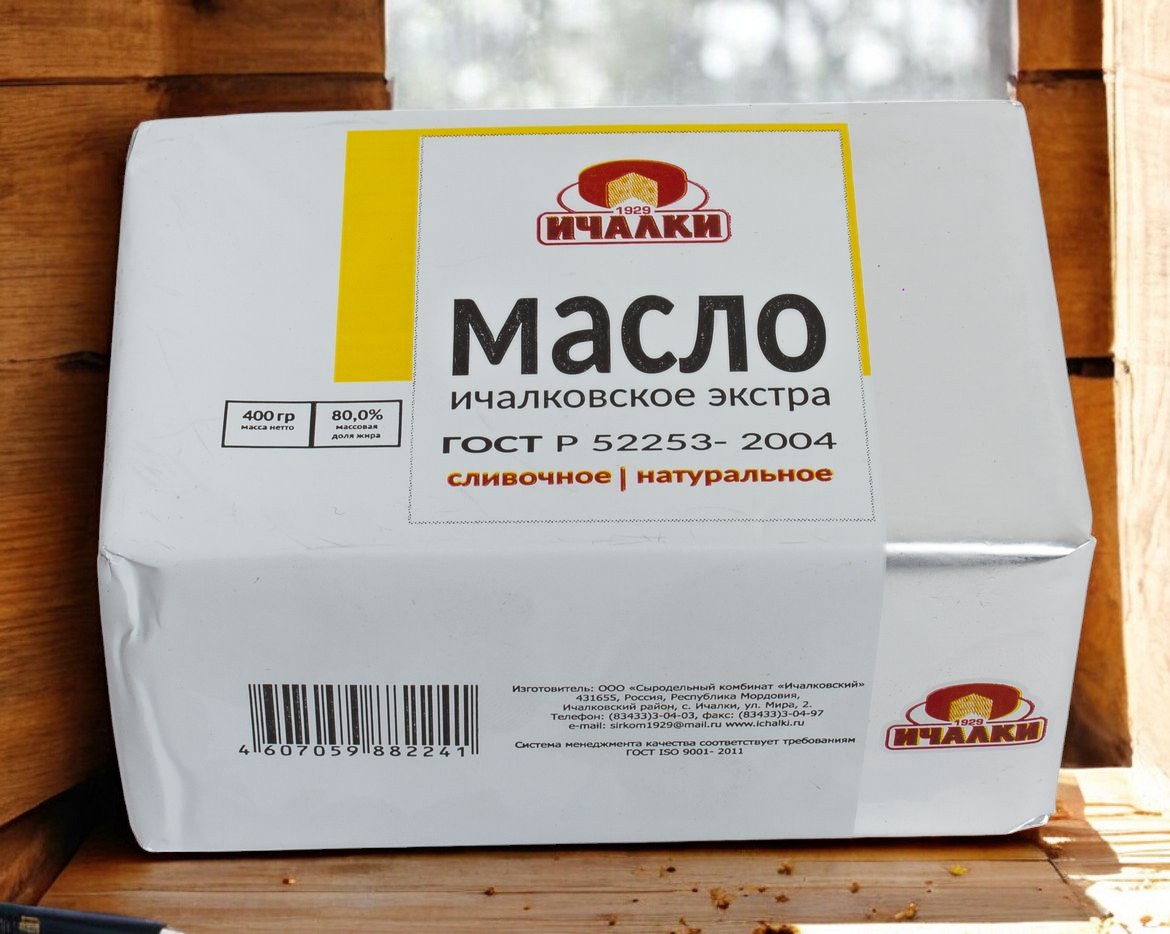 1929
ИЧАЛКИ
масло
ичалковское экстра
ГОСТ Р 52253- 2004
сливочное | натуральное
400 гр
масса нетто
80,0%
массовая
доля жира
4 607059 882241
Изготовитель: ООО «Сыродельный комбинат «Ичалковский»
431655, Россия, Республика Мордовия,
Ичалковский район, с. Ичалки, ул. Мира, 2.
Телефон: (83433)3-04-03, факс: (83433)3-04-97
e-mail: sirkom1929@mail.ru www.ichalki.ru
Система менеджмента качества соответствует требованиям
ГОСТ ISO 9001- 2011
1929
ИЧАЛКИ